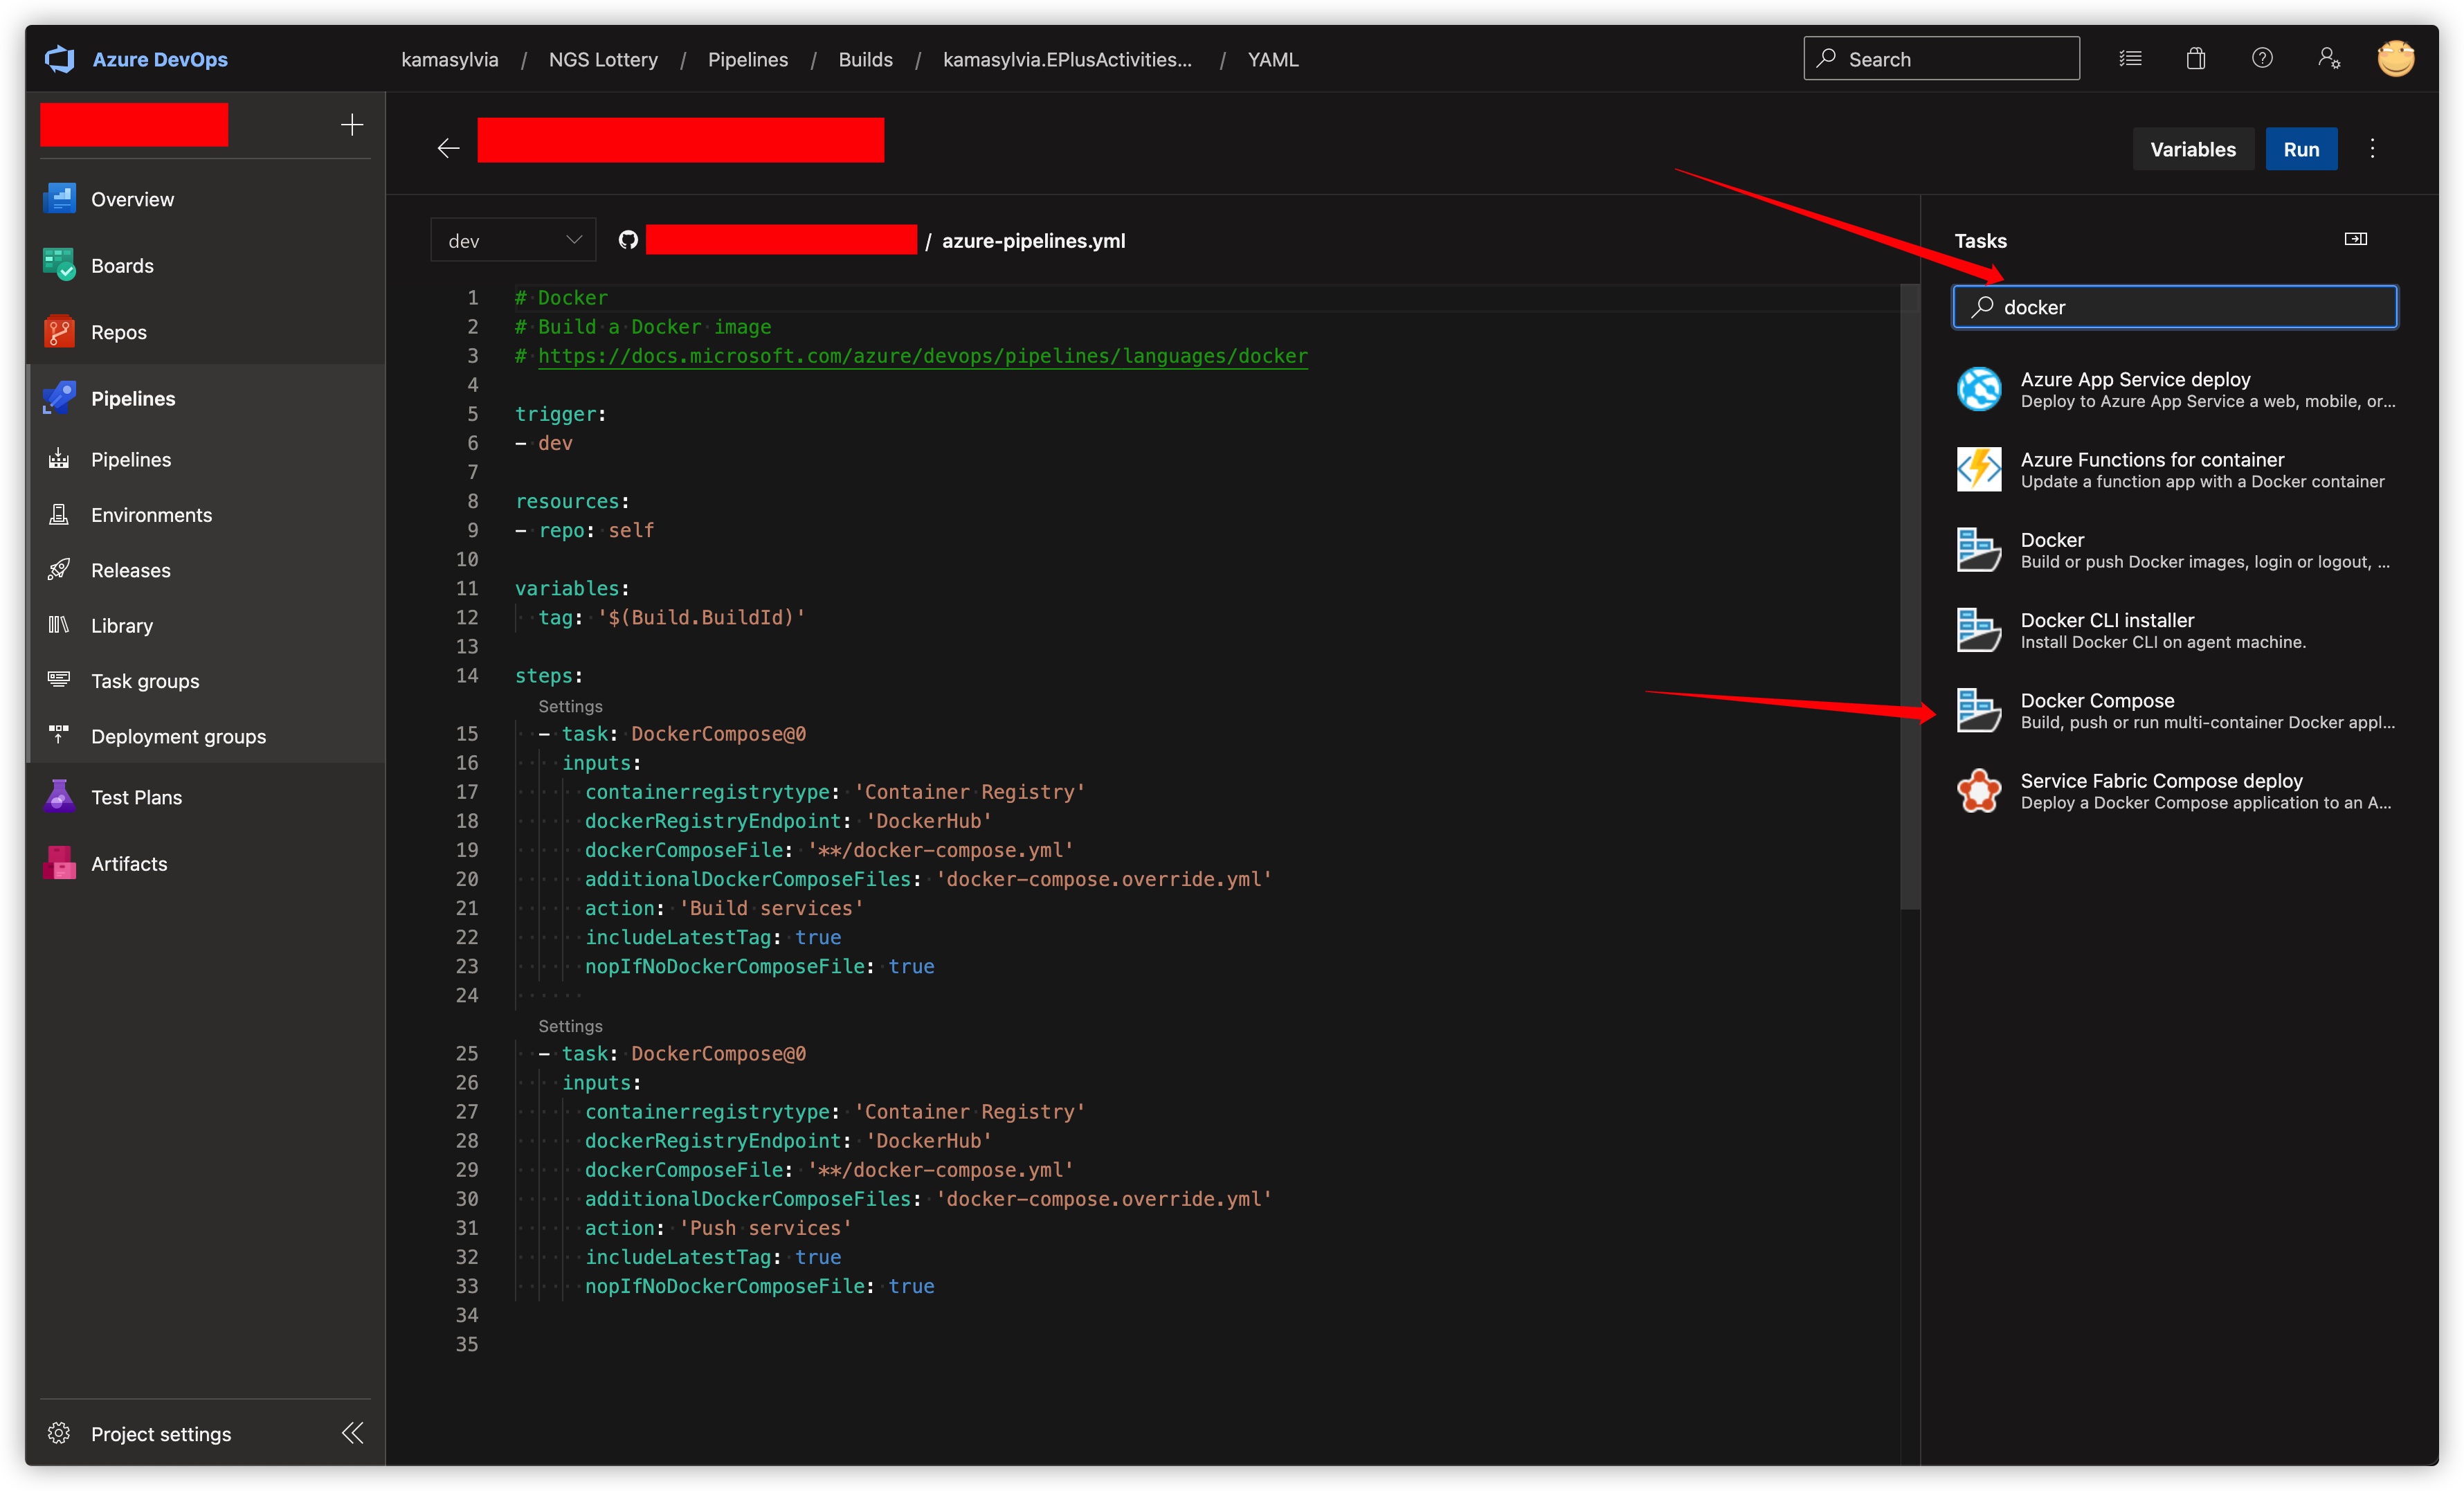 Azure DevOps
kamasylvia / NGS Lottery / Pipelines / Builds / kamasylvia.EPlusActivities... / YAML
Search
Variables
Run
Overview
Boards
Repos
Pipelines
Pipelines
Environments
Releases
Library
Task groups
Deployment groups
Test Plans
Artifacts
Project settings
dev
/ azure-pipelines.yml
1 # Docker
2 # Build a Docker image
3 # https://docs.microsoft.com/azure/devops/pipelines/languages/docker
4
5 trigger:
6 - dev
7
8 resources:
9 - repo: self
10
11 variables:
12   tag: '$(Build.BuildId)'
13
14 steps:
Settings
15   - task: DockerCompose@0
16     inputs:
17       containerregistrytype: 'Container Registry'
18       dockerRegistryEndpoint: 'DockerHub'
19       dockerComposeFile: '**/docker-compose.yml'
20       additionalDockerComposeFiles: 'docker-compose.override.yml'
21       action: 'Build services'
22       includeLatestTag: true
23       nopIfNoDockerComposeFile: true
24
Settings
25   - task: DockerCompose@0
26     inputs:
27       containerregistrytype: 'Container Registry'
28       dockerRegistryEndpoint: 'DockerHub'
29       dockerComposeFile: '**/docker-compose.yml'
30       additionalDockerComposeFiles: 'docker-compose.override.yml'
31       action: 'Push services'
32       includeLatestTag: true
33       nopIfNoDockerComposeFile: true
34
35
Tasks
docker
Azure App Service deploy
Deploy to Azure App Service a web, mobile, or...
Azure Functions for container
Update a function app with a Docker container
Docker
Build or push Docker images, login or logout, ...
Docker CLI installer
Install Docker CLI on agent machine.
Docker Compose
Build, push or run multi-container Docker appl...
Service Fabric Compose deploy
Deploy a Docker Compose application to an A...